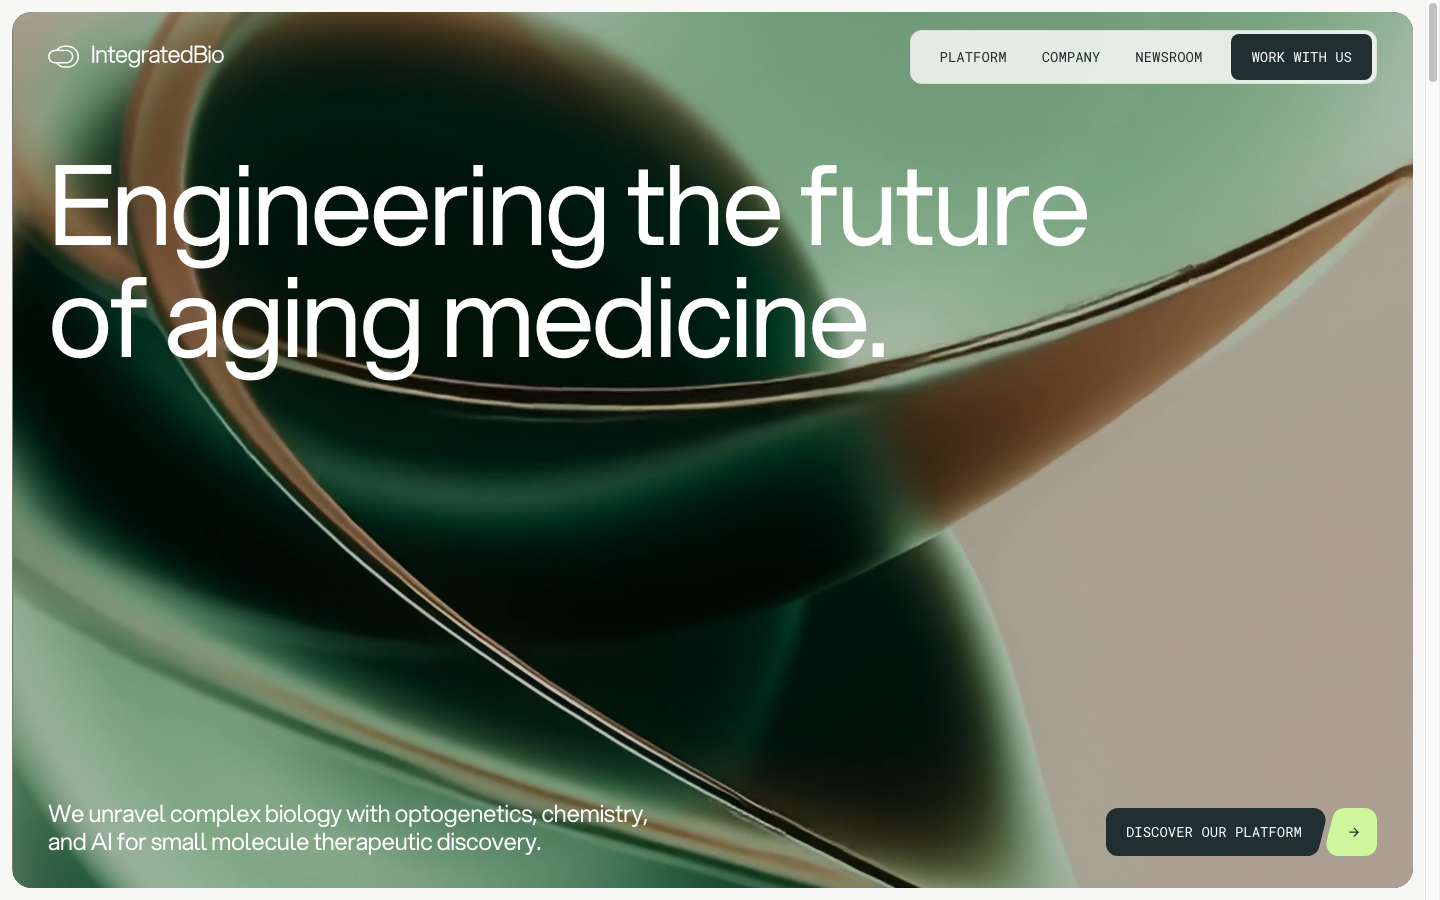 IntegratedBio
PLATFORM
COMPANY
NEWSROOM
WORK WITH US
Engineering the future
of aging medicine.
We unravel complex biology with optogenetics, chemistry,
and AI for small molecule therapeutic discovery.
DISCOVER OUR PLATFORM